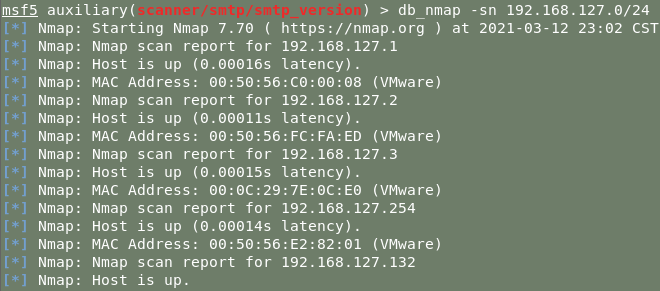 msf5 auxiliary(scanner/smtp/smtp_version) > db_nmap -sn 192.168.127.0/24
[*] Nmap: Starting Nmap 7.70 ( https://nmap.org ) at 2021-03-12 23:02 CST
[*] Nmap: Nmap scan report for 192.168.127.1
[*] Nmap: Host is up (0.00016s latency).
[*] Nmap: MAC Address: 00:50:56:C0:00:08 (VMware)
[*] Nmap: Nmap scan report for 192.168.127.2
[*] Nmap: Host is up (0.00011s latency).
[*] Nmap: MAC Address: 00:50:56:FC:FA:ED (VMware)
[*] Nmap: Nmap scan report for 192.168.127.3
[*] Nmap: Host is up (0.00015s latency).
[*] Nmap: MAC Address: 00:0C:29:7E:0C:E0 (VMware)
[*] Nmap: Nmap scan report for 192.168.127.254
[*] Nmap: Host is up (0.00014s latency).
[*] Nmap: MAC Address: 00:50:56:E2:82:01 (VMware)
[*] Nmap: Nmap scan report for 192.168.127.132
[*] Nmap: Host is up.